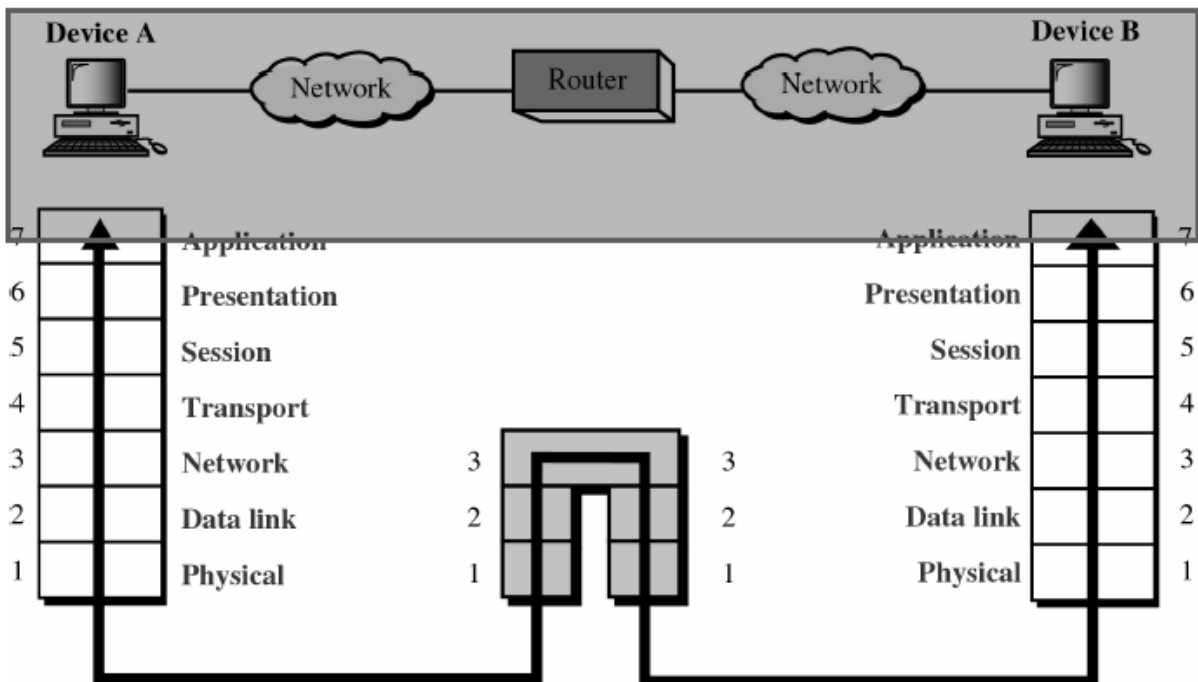 Device A
Device B
Network
Router
Network
7 Application
Application 7
6 Presentation
Presentation 6
5 Session
Session 5
4 Transport
Transport 4
3 Network 3
3 Network 3
2 Data link 2
2 Data link 2
1 Physical 1
1 Physical 1